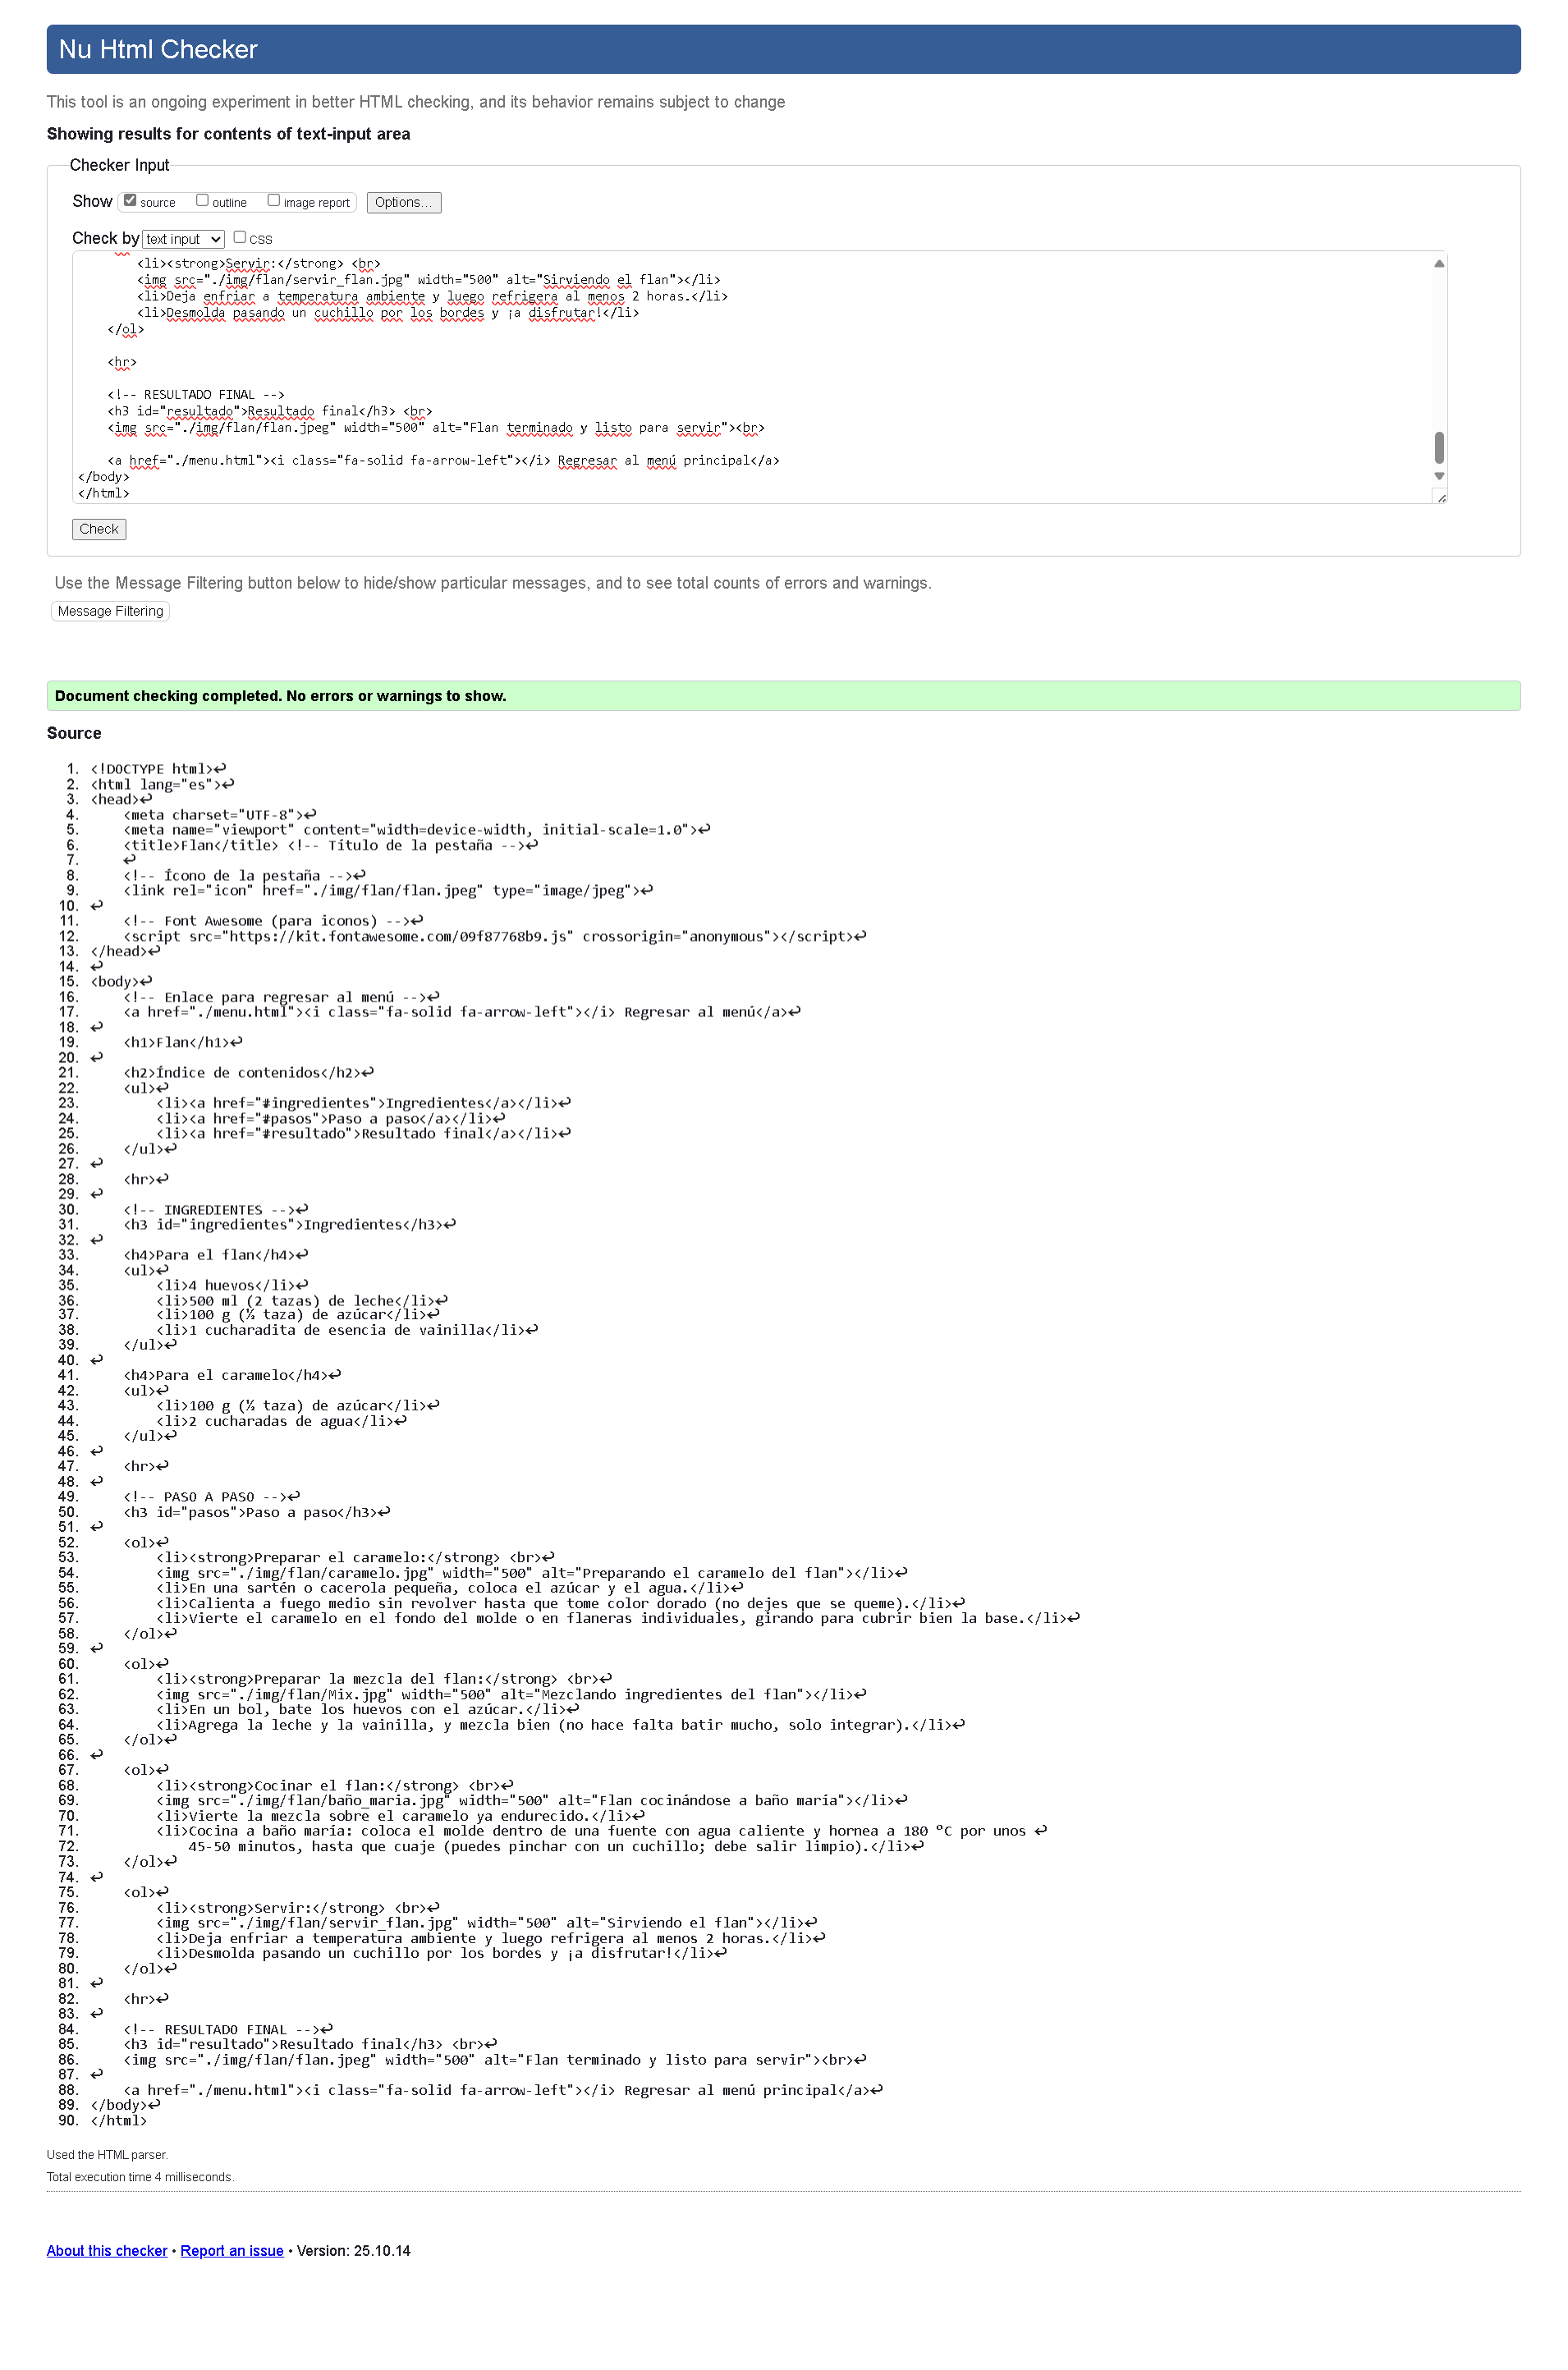 Nu Html Checker
This tool is an ongoing experiment in better HTML checking, and its behavior remains subject to change
Showing results for contents of text-input area
Checker Input
Show source outline image report Options...
Check by text input CSS
        <li><strong>Servir:</strong> <br>
        <img src="./img/flan/servir_flan.jpg" width="500" alt="Sirviendo el flan"></li>
        <li>Deja enfriar a temperatura ambiente y luego refrigera al menos 2 horas.</li>
        <li>Desmolda pasando un cuchillo por los bordes y ¡a disfrutar!</li>
    </ol>
    <hr>
    <!-- RESULTADO FINAL -->
    <h3 id="resultado">Resultado final</h3> <br>
    <img src="./img/flan/flan.jpeg" width="500" alt="Flan terminado y listo para servir"><br>
    <a href="./menu.html"><i class="fa-solid fa-arrow-left"></i> Regresar al menú principal</a>
</body>
</html>
Check
Use the Message Filtering button below to hide/show particular messages, and to see total counts of errors and warnings.
Message Filtering
Document checking completed. No errors or warnings to show.
Source
1. <!DOCTYPE html>↩
2. <html lang="es">↩
3. <head>↩
4.     <meta charset="UTF-8">↩
5.     <meta name="viewport" content="width=device-width, initial-scale=1.0">↩
6.     <title>Flan</title> <!-- Título de la pestaña -->↩
7.     ↩
8.     <!-- Ícono de la pestaña -->↩
9.     <link rel="icon" href="./img/flan/flan.jpeg" type="image/jpeg">↩
10. ↩
11.     <!-- Font Awesome (para iconos) -->↩
12.     <script src="https://kit.fontawesome.com/09f87768b9.js" crossorigin="anonymous"></script>↩
13. </head>↩
14. ↩
15. <body>↩
16.     <!-- Enlace para regresar al menú -->↩
17.     <a href="./menu.html"><i class="fa-solid fa-arrow-left"></i> Regresar al menú</a>↩
18. ↩
19.     <h1>Flan</h1>↩
20. ↩
21.     <h2>Índice de contenidos</h2>↩
22.     <ul>↩
23.         <li><a href="#ingredientes">Ingredientes</a></li>↩
24.         <li><a href="#pasos">Paso a paso</a></li>↩
25.         <li><a href="#resultado">Resultado final</a></li>↩
26.     </ul>↩
27. ↩
28.     <hr>↩
29. ↩
30.     <!-- INGREDIENTES -->↩
31.     <h3 id="ingredientes">Ingredientes</h3>↩
32. ↩
33.     <h4>Para el flan</h4>↩
34.     <ul>↩
35.         <li>4 huevos</li>↩
36.         <li>500 ml (2 tazas) de leche</li>↩
37.         <li>100 g (½ taza) de azúcar</li>↩
38.         <li>1 cucharadita de esencia de vainilla</li>↩
39.     </ul>↩
40. ↩
41.     <h4>Para el caramelo</h4>↩
42.     <ul>↩
43.         <li>100 g (½ taza) de azúcar</li>↩
44.         <li>2 cucharadas de agua</li>↩
45.     </ul>↩
46. ↩
47.     <hr>↩
48. ↩
49.     <!-- PASO A PASO -->↩
50.     <h3 id="pasos">Paso a paso</h3>↩
51. ↩
52.     <ol>↩
53.         <li><strong>Preparar el caramelo:</strong> <br>↩
54.         <img src="./img/flan/caramelo.jpg" width="500" alt="Preparando el caramelo del flan"></li>↩
55.         <li>En una sartén o cacerola pequeña, coloca el azúcar y el agua.</li>↩
56.         <li>Calienta a fuego medio sin revolver hasta que tome color dorado (no dejes que se queme).</li>↩
57.         <li>Vierte el caramelo en el fondo del molde o en flaneras individuales, girando para cubrir bien la base.</li>↩
58.     </ol>↩
59. ↩
60.     <ol>↩
61.         <li><strong>Preparar la mezcla del flan:</strong> <br>↩
62.         <img src="./img/flan/Mix.jpg" width="500" alt="Mezclando ingredientes del flan"></li>↩
63.         <li>En un bol, bate los huevos con el azúcar.</li>↩
64.         <li>Agrega la leche y la vainilla, y mezcla bien (no hace falta batir mucho, solo integrar).</li>↩
65.     </ol>↩
66. ↩
67.     <ol>↩
68.         <li><strong>Cocinar el flan:</strong> <br>↩
69.         <img src="./img/flan/baño_maria.jpg" width="500" alt="Flan cocinándose a baño maría"></li>↩
70.         <li>Vierte la mezcla sobre el caramelo ya endurecido.</li>↩
71.         <li>Cocina a baño maría: coloca el molde dentro de una fuente con agua caliente y hornea a 180 °C por unos ↩
72.             45-50 minutos, hasta que cuaje (puedes pinchar con un cuchillo; debe salir limpio).</li>↩
73.     </ol>↩
74. ↩
75.     <ol>↩
76.         <li><strong>Servir:</strong> <br>↩
77.         <img src="./img/flan/servir_flan.jpg" width="500" alt="Sirviendo el flan"></li>↩
78.         <li>Deja enfriar a temperatura ambiente y luego refrigera al menos 2 horas.</li>↩
79.         <li>Desmolda pasando un cuchillo por los bordes y ¡a disfrutar!</li>↩
80.     </ol>↩
81. ↩
82.     <hr>↩
83. ↩
84.     <!-- RESULTADO FINAL -->↩
85.     <h3 id="resultado">Resultado final</h3> <br>↩
86.     <img src="./img/flan/flan.jpeg" width="500" alt="Flan terminado y listo para servir"><br>↩
87. ↩
88.     <a href="./menu.html"><i class="fa-solid fa-arrow-left"></i> Regresar al menú principal</a>↩
89. </body>↩
90. </html>
Used the HTML parser.
Total execution time 4 milliseconds.
About this checker • Report an issue • Version: 25.10.14